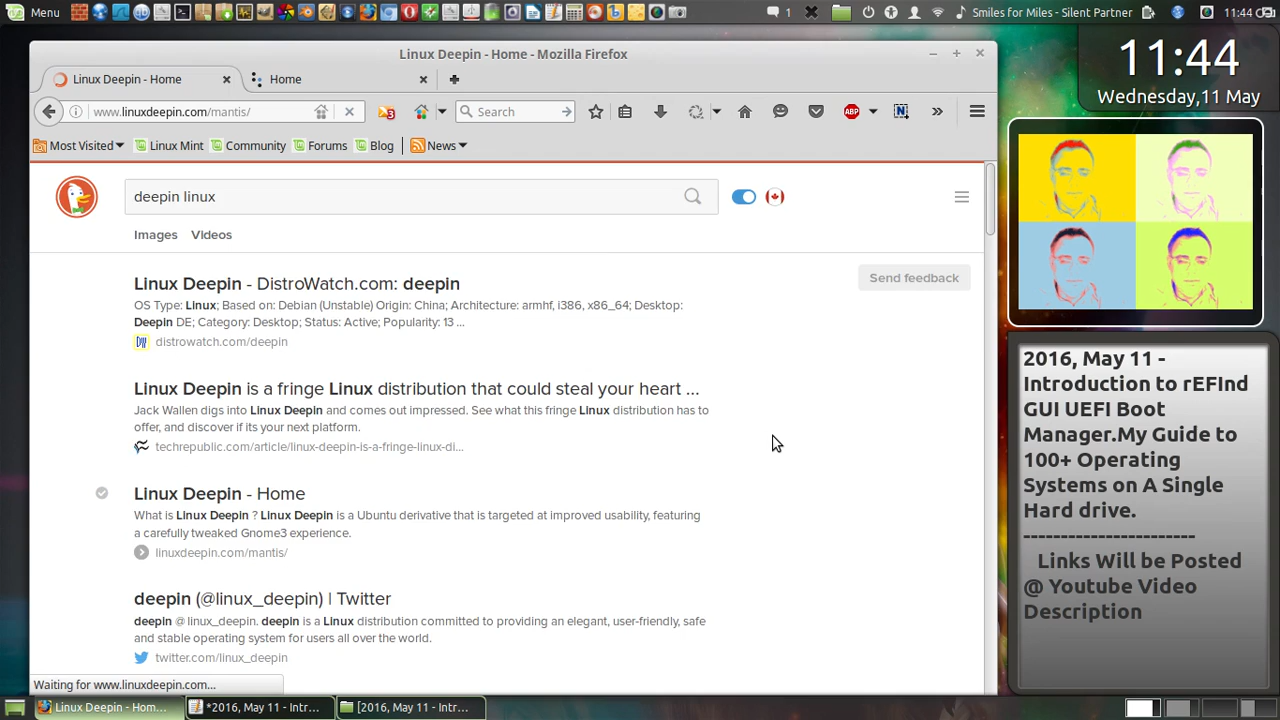 Menu
1
Smiles for Miles - Silent Partner
11:44
Linux Deepin - Home - Mozilla Firefox
Linux Deepin - Home
Home
www.linuxdeepin.com/mantis/
3
Search
ABP
Most Visited
Linux Mint
Community
Forums
Blog
News
deepin linux
Images
Videos
Send feedback
Linux Deepin - DistroWatch.com: deepin
OS Type: Linux; Based on: Debian (Unstable) Origin: China; Architecture: armhf, i386, x86_64; Desktop:
Deepin DE; Category: Desktop; Status: Active; Popularity: 13 ...
distrowatch.com/deepin
Linux Deepin is a fringe Linux distribution that could steal your heart ...
Jack Wallen digs into Linux Deepin and comes out impressed. See what this fringe Linux distribution has to
offer, and discover if its your next platform.
techrepublic.com/article/linux-deepin-is-a-fringe-linux-di...
Linux Deepin - Home
What is Linux Deepin ? Linux Deepin is a Ubuntu derivative that is targeted at improved usability, featuring
a carefully tweaked Gnome3 experience.
linuxdeepin.com/mantis/
deepin (@linux_deepin) | Twitter
deepin @ linux_deepin. deepin is a Linux distribution committed to providing an elegant, user-friendly, safe
and stable operating system for users all over the world.
twitter.com/linux_deepin
Waiting for www.linuxdeepin.com...
11:44
Wednesday,11 May
2016, May 11 -
Introduction to rEFInd
GUI UEFI Boot
Manager.My Guide to
100+ Operating
Systems on A Single
Hard drive.
-----------------------
Links Will be Posted
@ Youtube Video
Description
Linux Deepin - Hom...
*2016, May 11 - Intr...
[2016, May 11 - Intr...